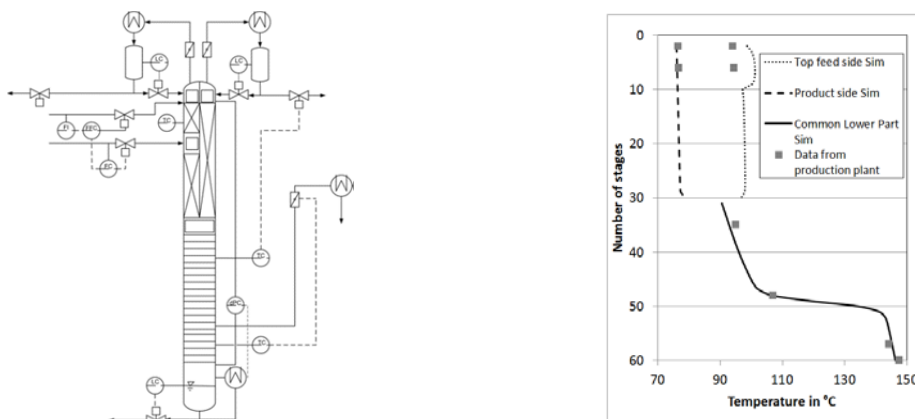 LC
LC
FI
FFC
TC
FC
TC
DPC
TC
LC
0
10
20
30
40
50
60
Number of stages
Top feed side Sim
Product side Sim
Common Lower Part
Sim
Data from
production plant
70
90
110
130
150
Temperature in °C